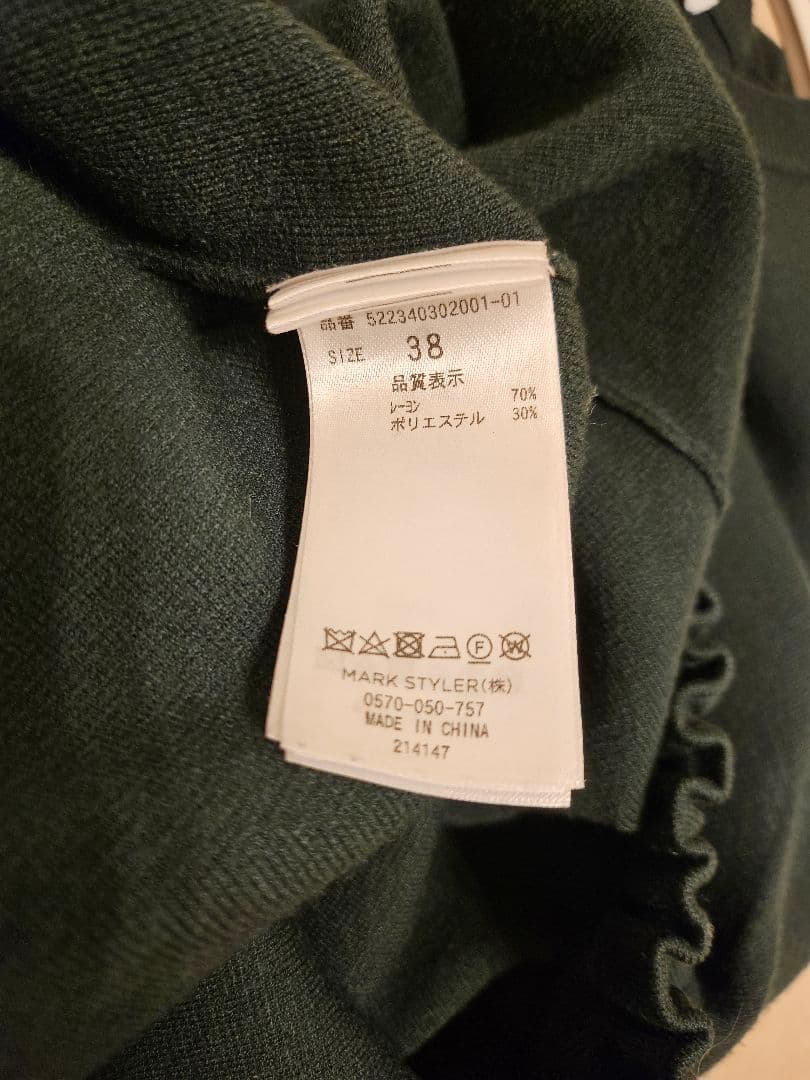 品番 522340302001-01
SIZE 38
品質表示
レーヨン 70%
ポリエステル 30%
F W
MARK STYLER(株)
0570-050-757
MADE IN CHINA
214147